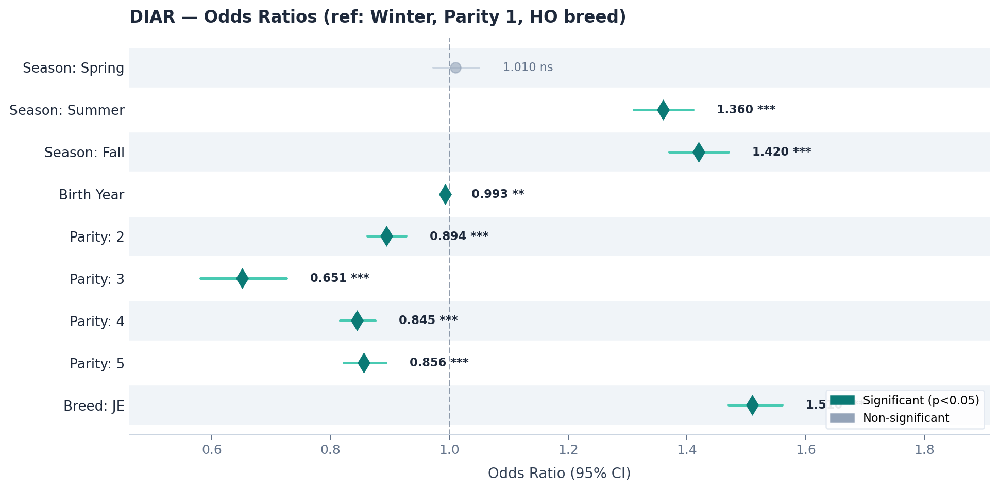 DIAR — Odds Ratios (ref: Winter, Parity 1, HO breed)
Season: Spring
1.010 ns
Season: Summer
1.360 ***
Season: Fall
1.420 ***
Birth Year
0.993 **
Parity: 2
0.894 ***
Parity: 3
0.651 ***
Parity: 4
0.845 ***
Parity: 5
0.856 ***
Breed: JE
Significant (p<0.05)
Non-significant
0.6 0.8 1.0 1.2 1.4 1.6 1.8
Odds Ratio (95% CI)